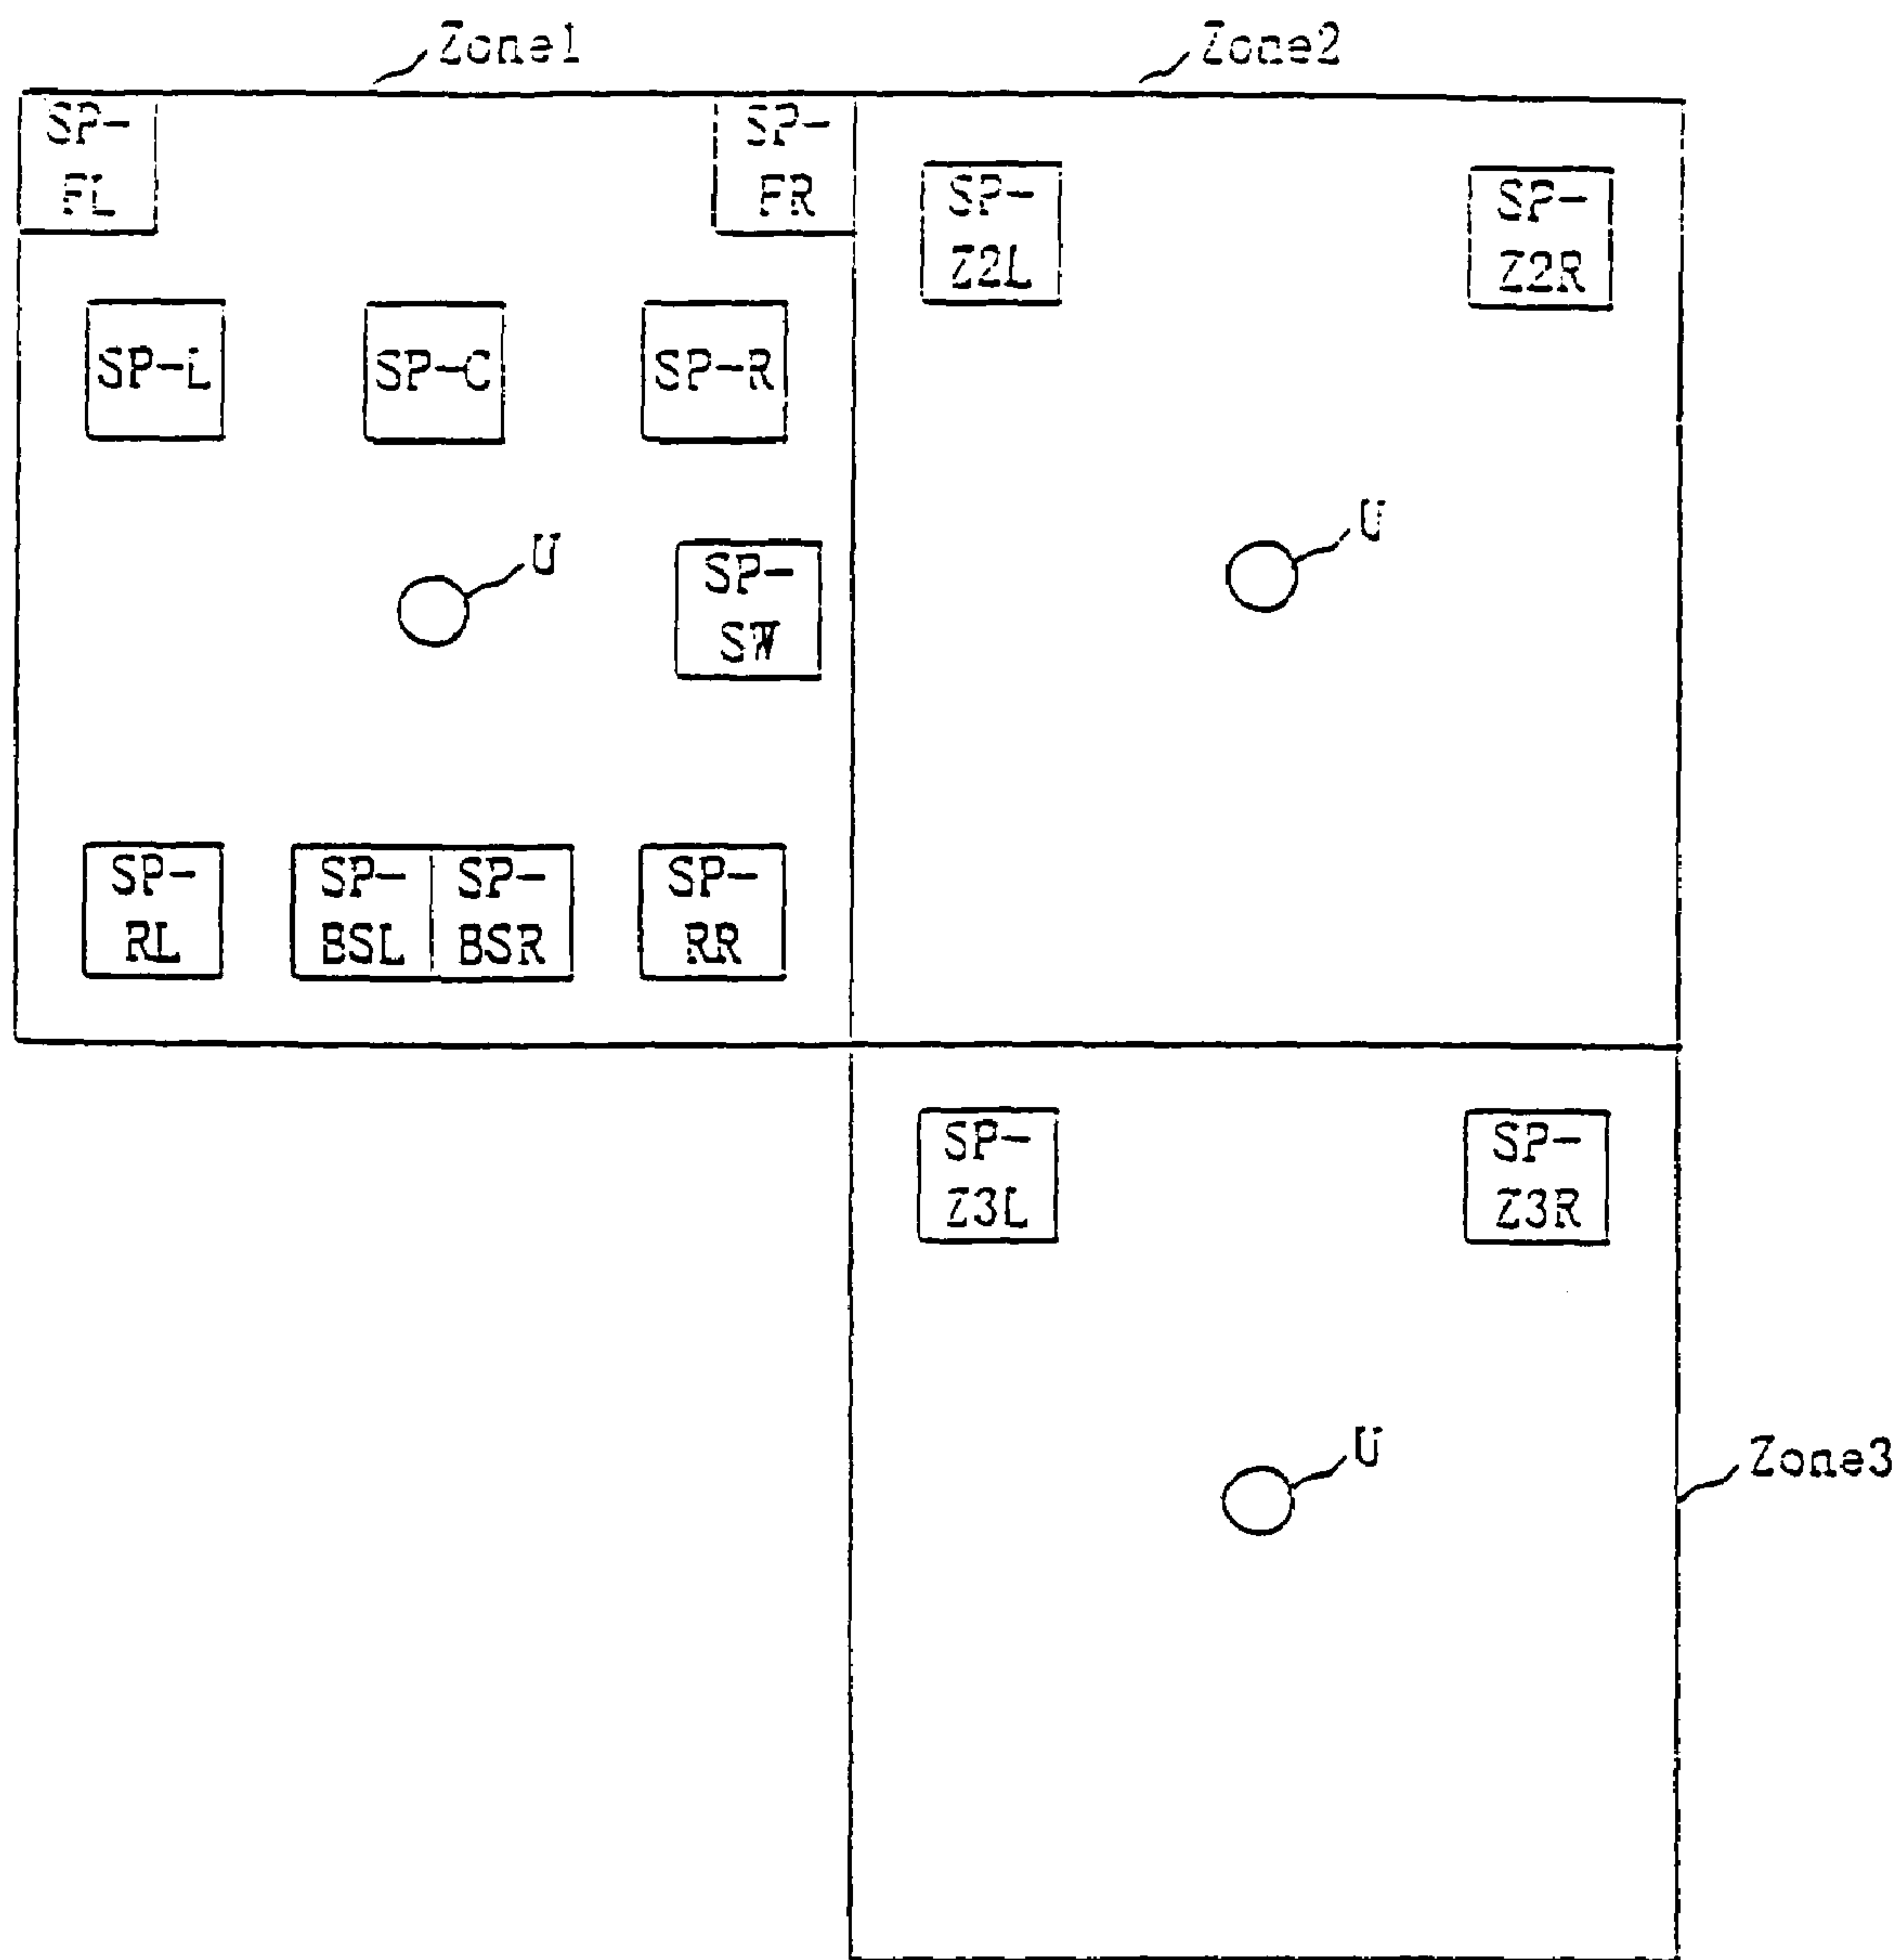 Zone1
Zone2
SP-
FL
SP-
FR
SP-
Z2L
SP-
Z2R
SP-L
SP-C
SP-R
U
SP-
SW
U
SP-
RL
SP-
BSL
SP-
BSR
SP-
RR
SP-
Z3L
SP-
Z3R
U
Zone3